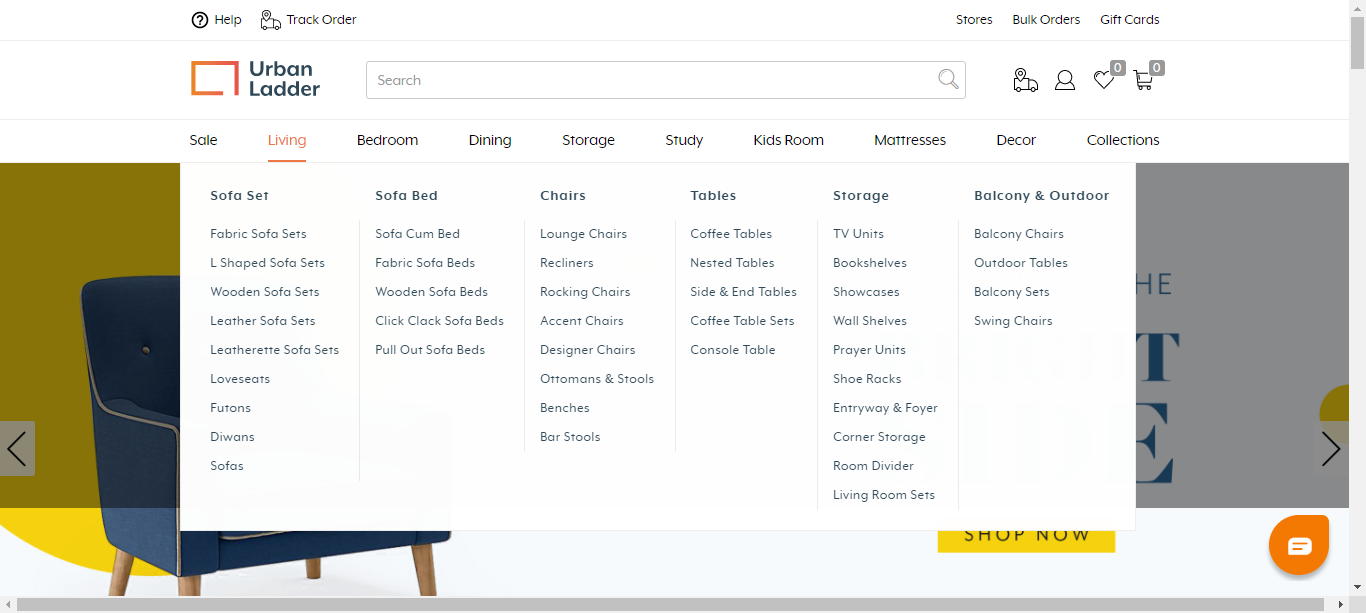 Help
Track Order
Stores
Bulk Orders
Gift Cards
Urban
Ladder
Search
0
0
Sale
Living
Bedroom
Dining
Storage
Study
Kids Room
Mattresses
Decor
Collections
Sofa Set
Fabric Sofa Sets
L Shaped Sofa Sets
Wooden Sofa Sets
Leather Sofa Sets
Leatherette Sofa Sets
Loveseats
Futons
Diwans
Sofas
Sofa Bed
Sofa Cum Bed
Fabric Sofa Beds
Wooden Sofa Beds
Click Clack Sofa Beds
Pull Out Sofa Beds
Chairs
Lounge Chairs
Recliners
Rocking Chairs
Accent Chairs
Designer Chairs
Ottomans & Stools
Benches
Bar Stools
Tables
Coffee Tables
Nested Tables
Side & End Tables
Coffee Table Sets
Console Table
Storage
TV Units
Bookshelves
Showcases
Wall Shelves
Prayer Units
Shoe Racks
Entryway & Foyer
Corner Storage
Room Divider
Living Room Sets
Balcony & Outdoor
Balcony Chairs
Outdoor Tables
Balcony Sets
Swing Chairs
SHOP NOW